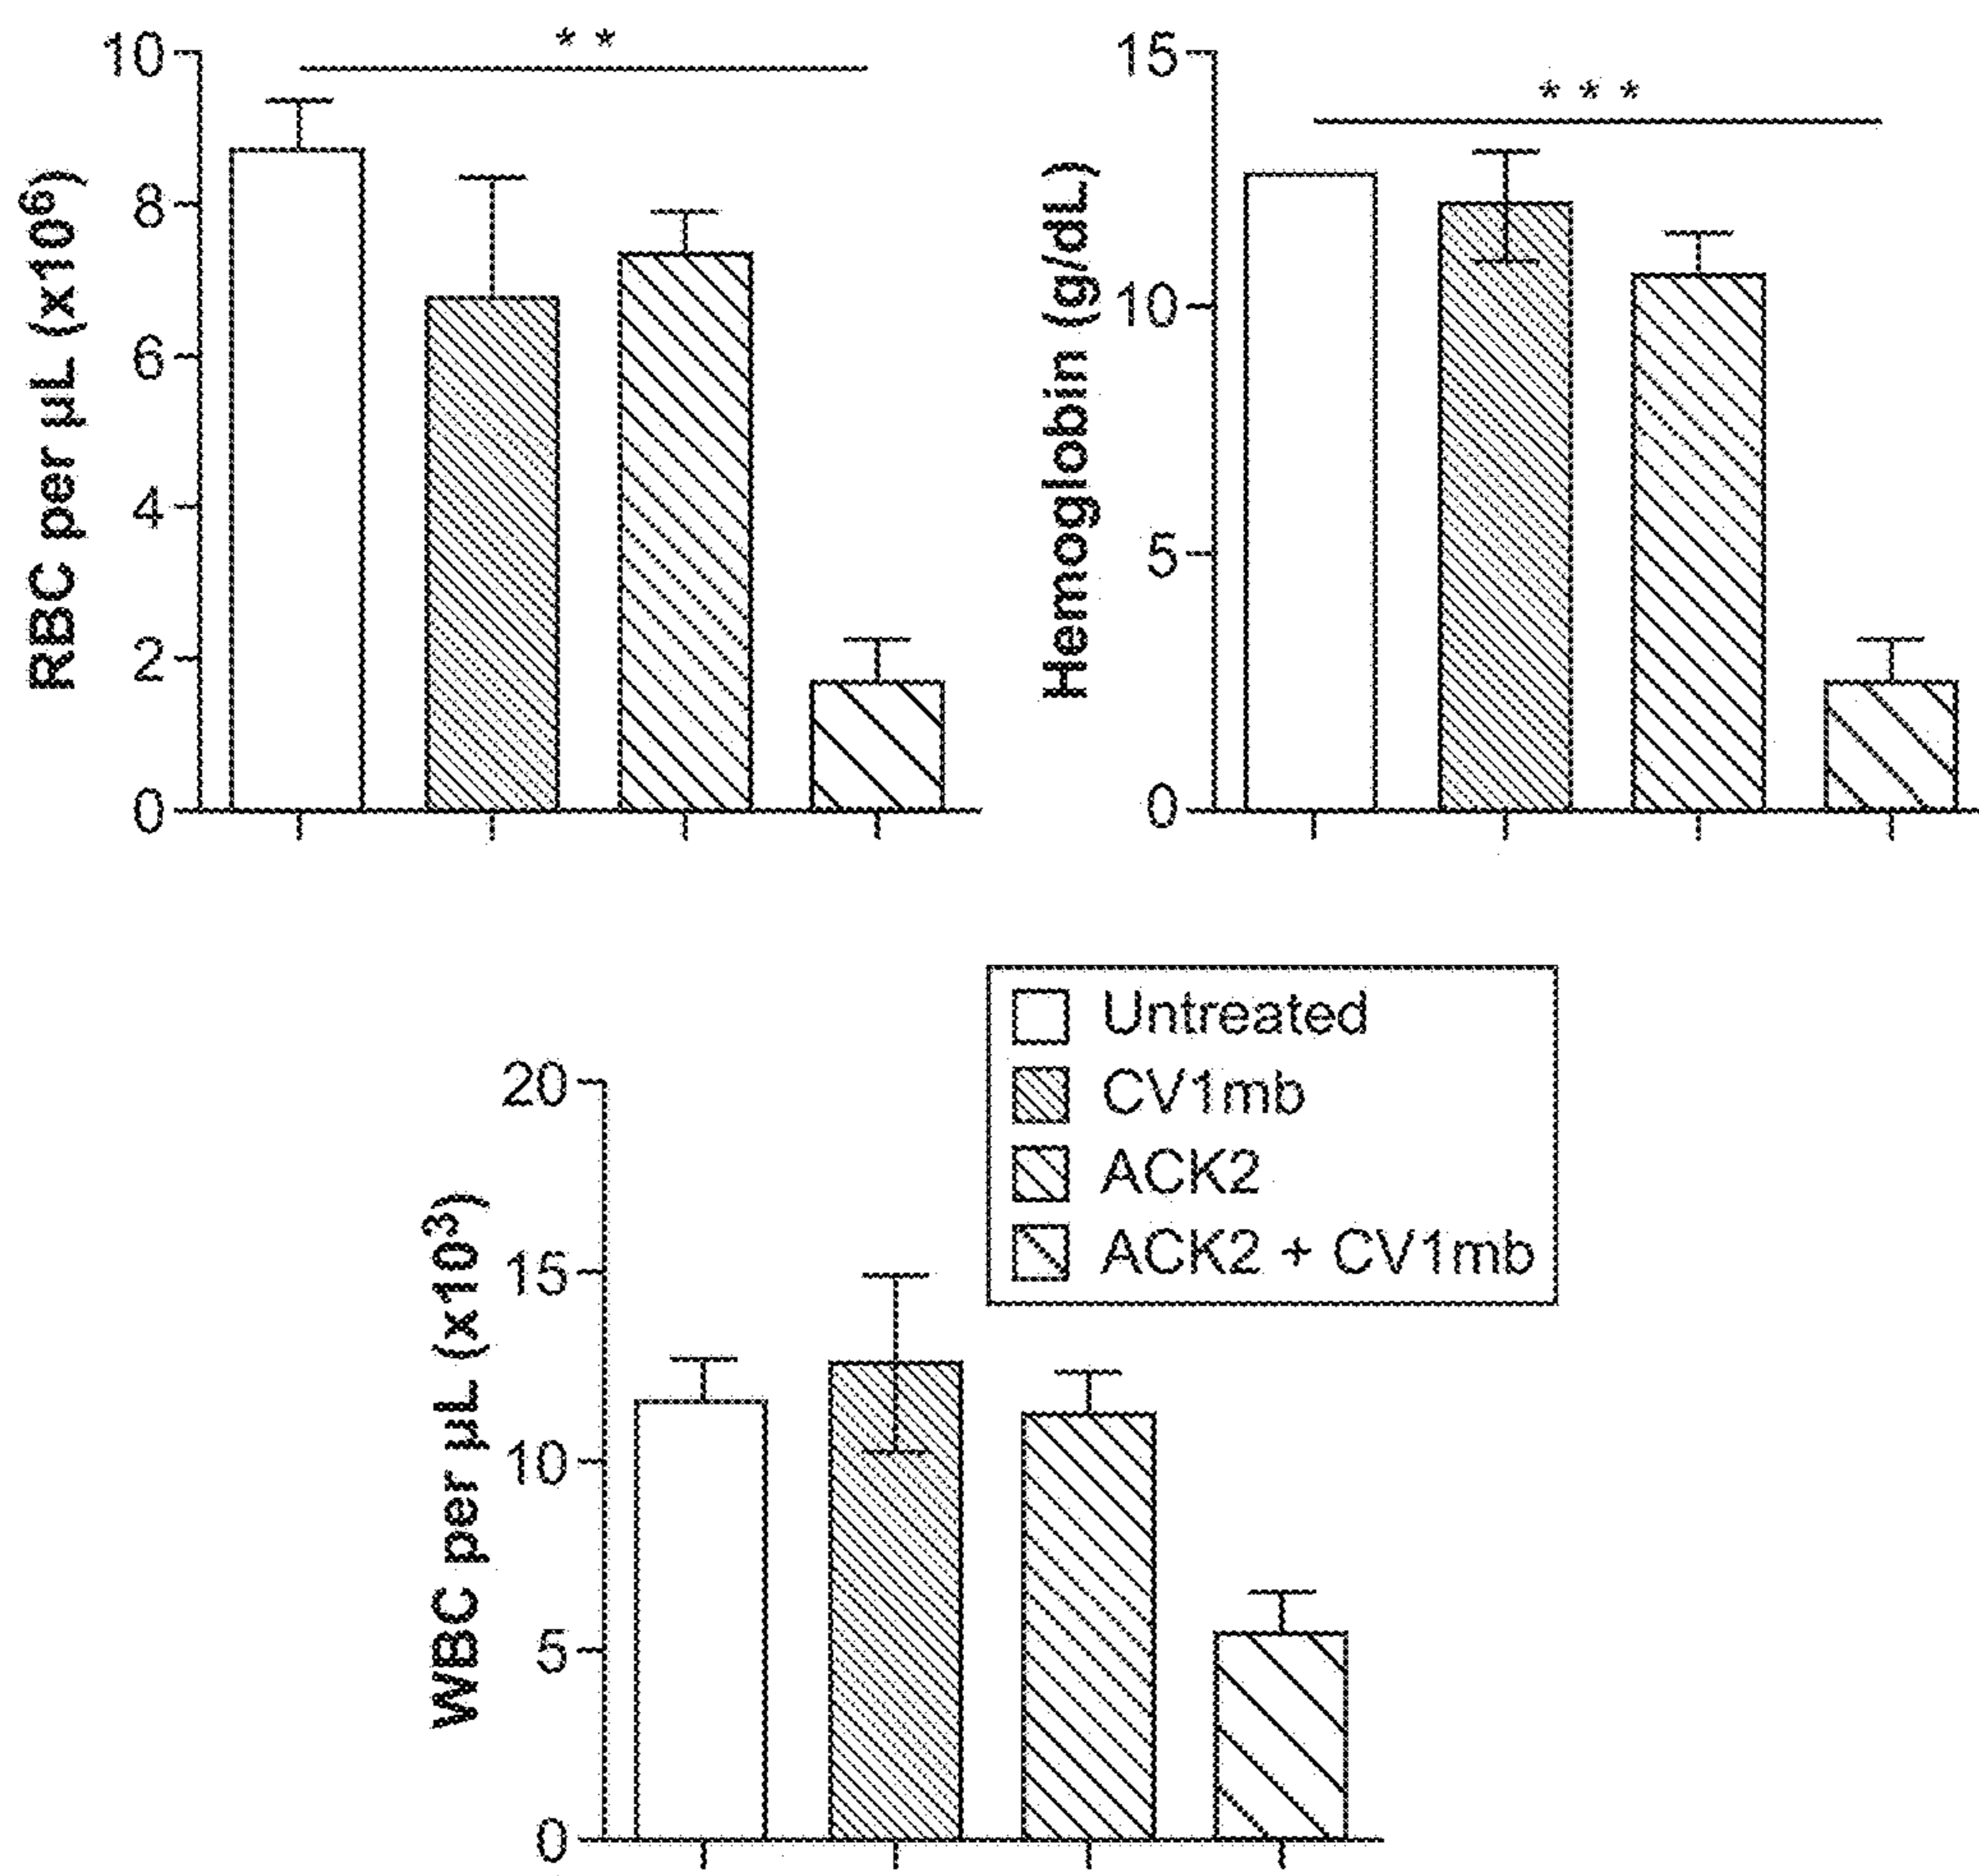 **
10
8
6
4
2
0
RBC per µL (x10⁶)
***
15
10
5
0
Hemoglobin (g/dL)
Untreated
CV1mb
ACK2
ACK2 + CV1mb
20
15
10
5
0
WBC per µL (x10³)